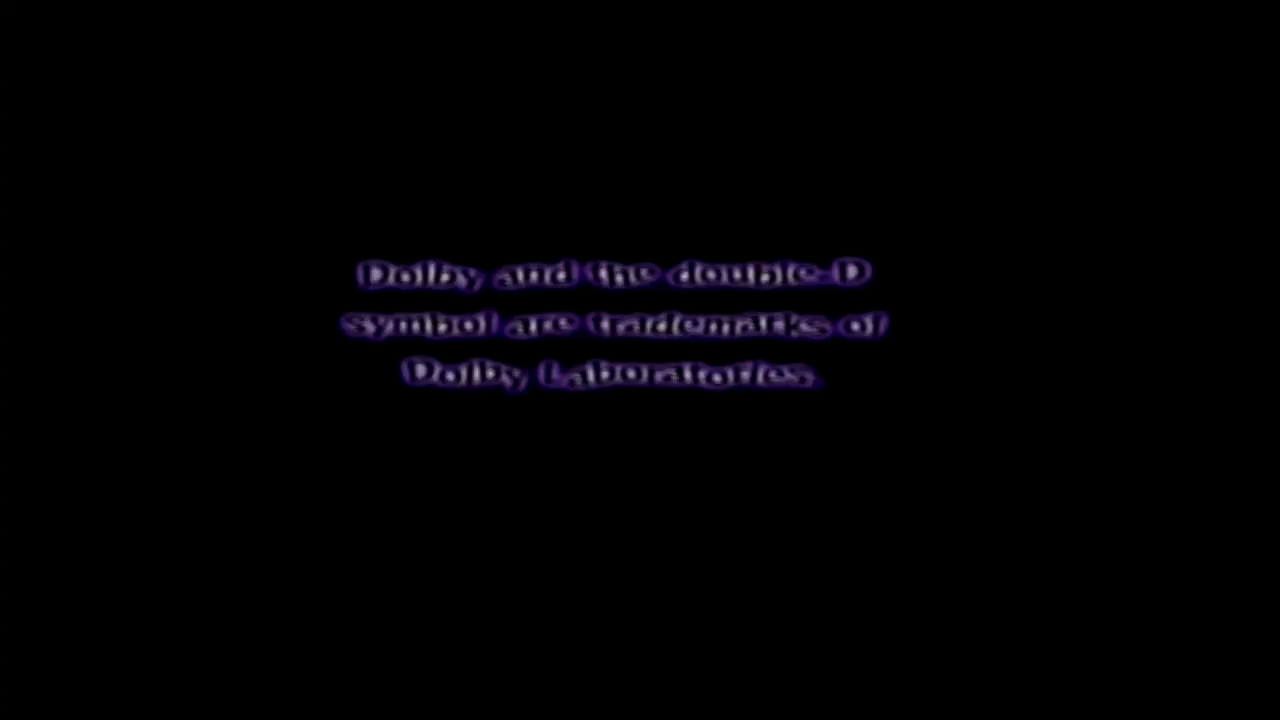 Dolby and the double-D
symbol are trademarks of
Dolby Laboratories.